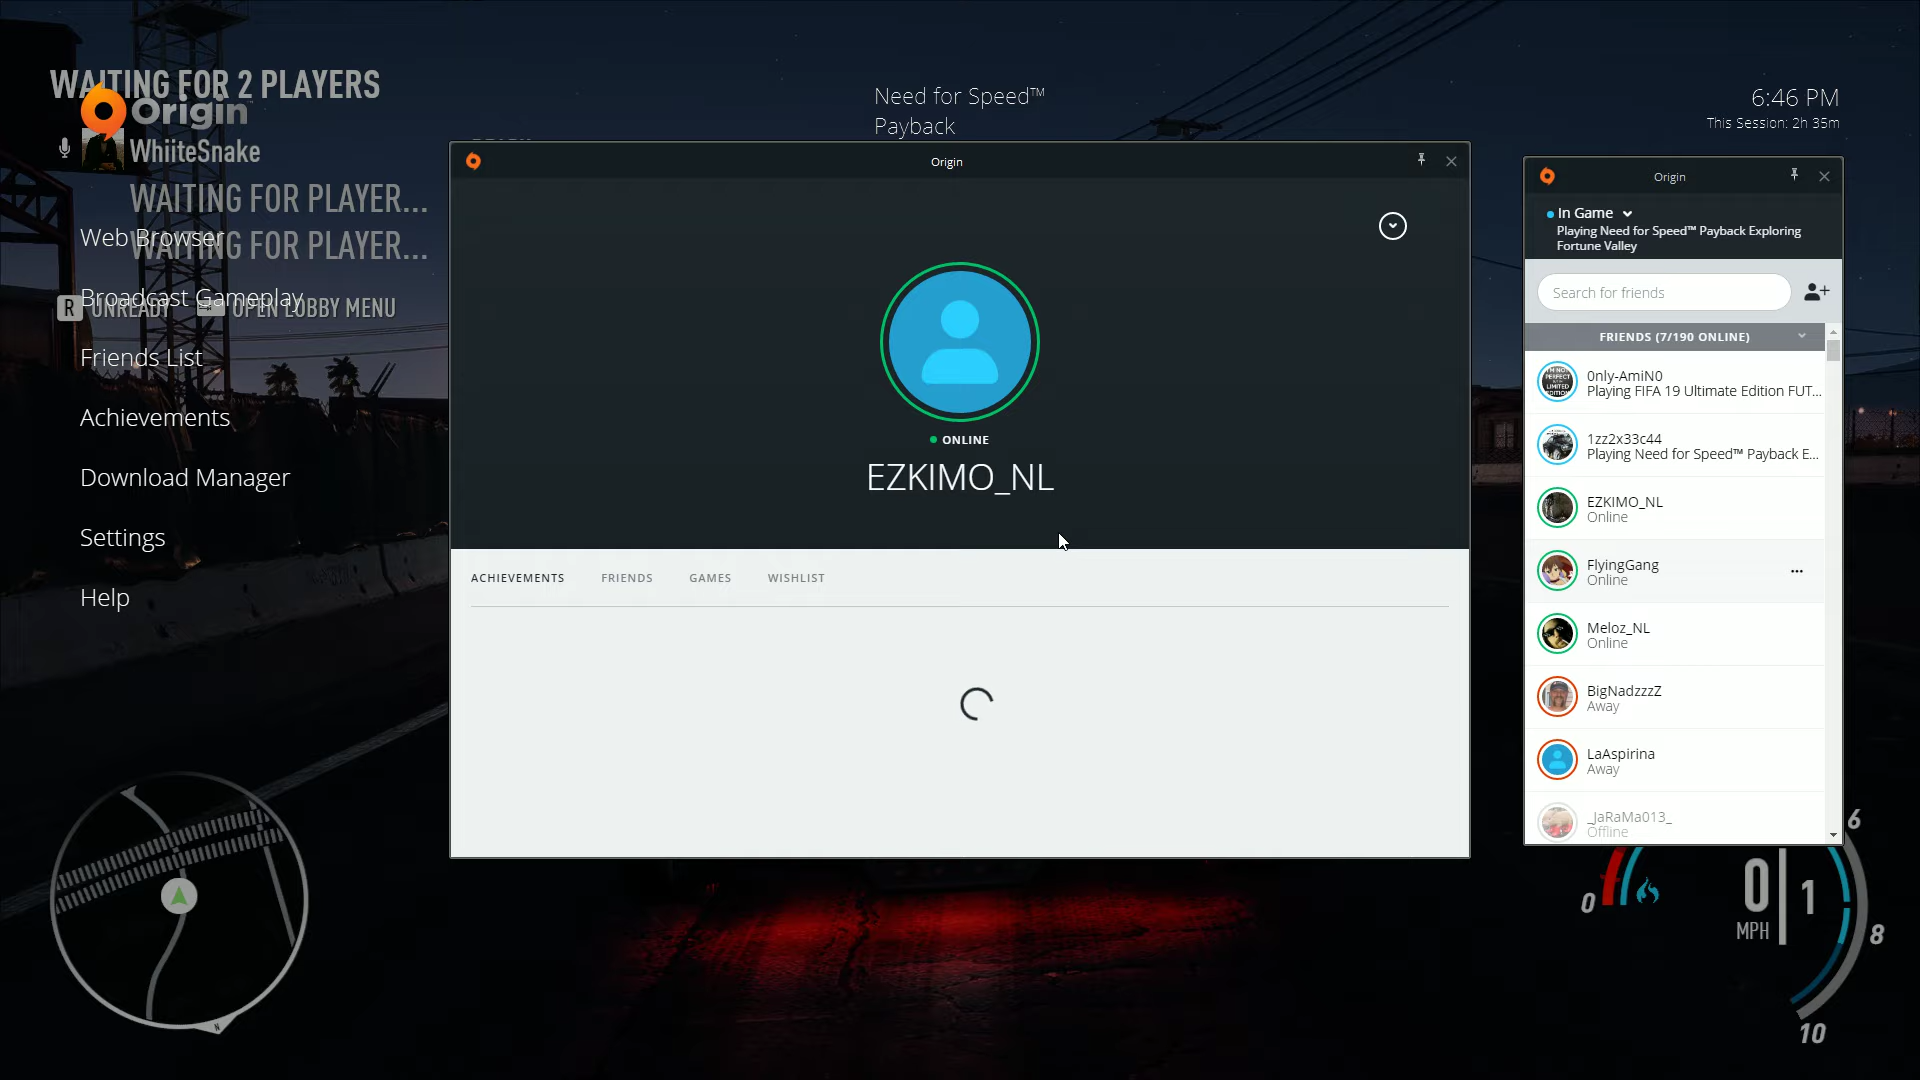 WAITING FOR 2 PLAYERS
Origin
WhiiteSnake
WAITING FOR PLAYER...
WAITING FOR PLAYER...
Web Browser
Broadcast Gameplay
R UNREADY OPEN LOBBY MENU
Friends List
Achievements
Download Manager
Settings
Help
Need for Speed™
Payback
6:46 PM
This Session: 2h 35m
Origin
ONLINE
EZKIMO_NL
ACHIEVEMENTS FRIENDS GAMES WISHLIST
Origin
In Game
Playing Need for Speed™ Payback Exploring
Fortune Valley
Search for friends
FRIENDS (7/190 ONLINE)
0nly-AmiN0
Playing FIFA 19 Ultimate Edition FUT...
1zz2x33c44
Playing Need for Speed™ Payback E...
EZKIMO_NL
Online
FlyingGang
Online
Meloz_NL
Online
BigNadzzzZ
Away
LaAspirina
Away
_JaRaMa013_
Offline
6
0
0
MPH
1
8
10
N